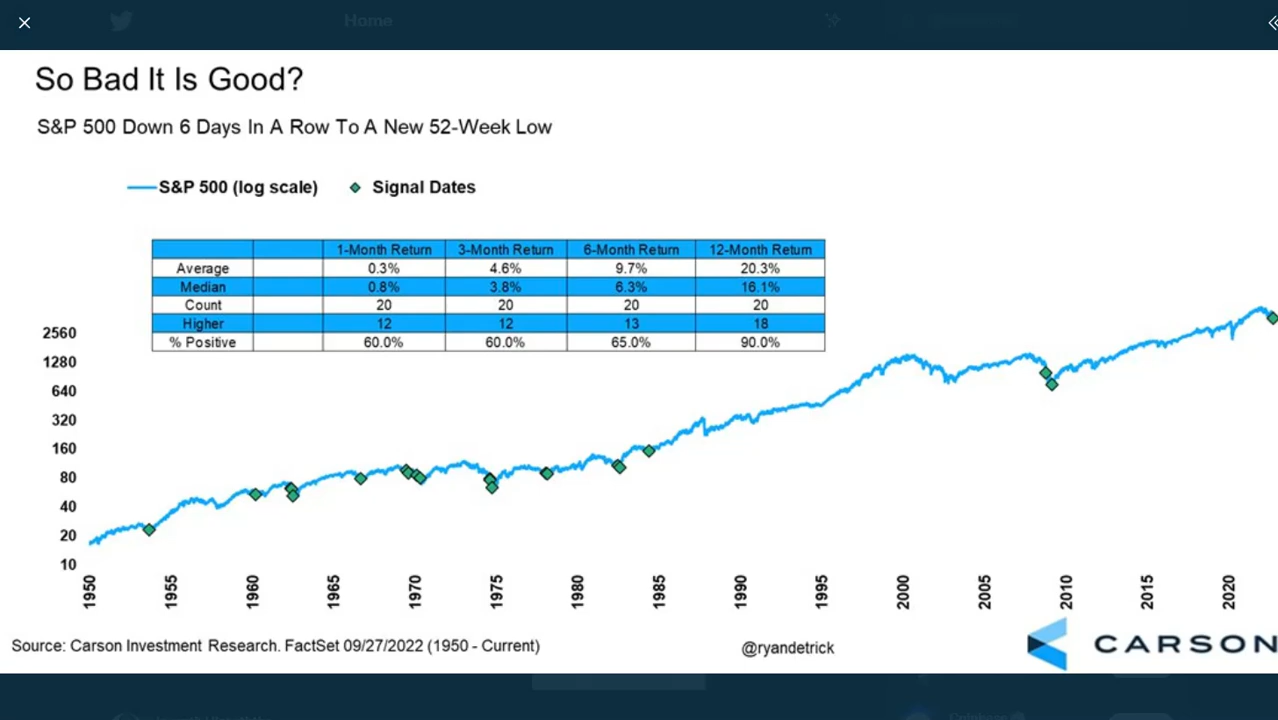 Home
So Bad It Is Good?
S&P 500 Down 6 Days In A Row To A New 52-Week Low
S&P 500 (log scale) Signal Dates
1-Month Return 3-Month Return 6-Month Return 12-Month Return
Average 0.3% 4.6% 9.7% 20.3%
Median 0.8% 3.8% 6.3% 16.1%
Count 20 20 20 20
Higher 12 12 13 18
% Positive 60.0% 60.0% 65.0% 90.0%
2560
1280
640
320
160
80
40
20
10
1950 1955 1960 1965 1970 1975 1980 1985 1990 1995 2000 2005 2010 2015 2020
Source: Carson Investment Research. FactSet 09/27/2022 (1950 - Current)
@ryandetrick
CARSON